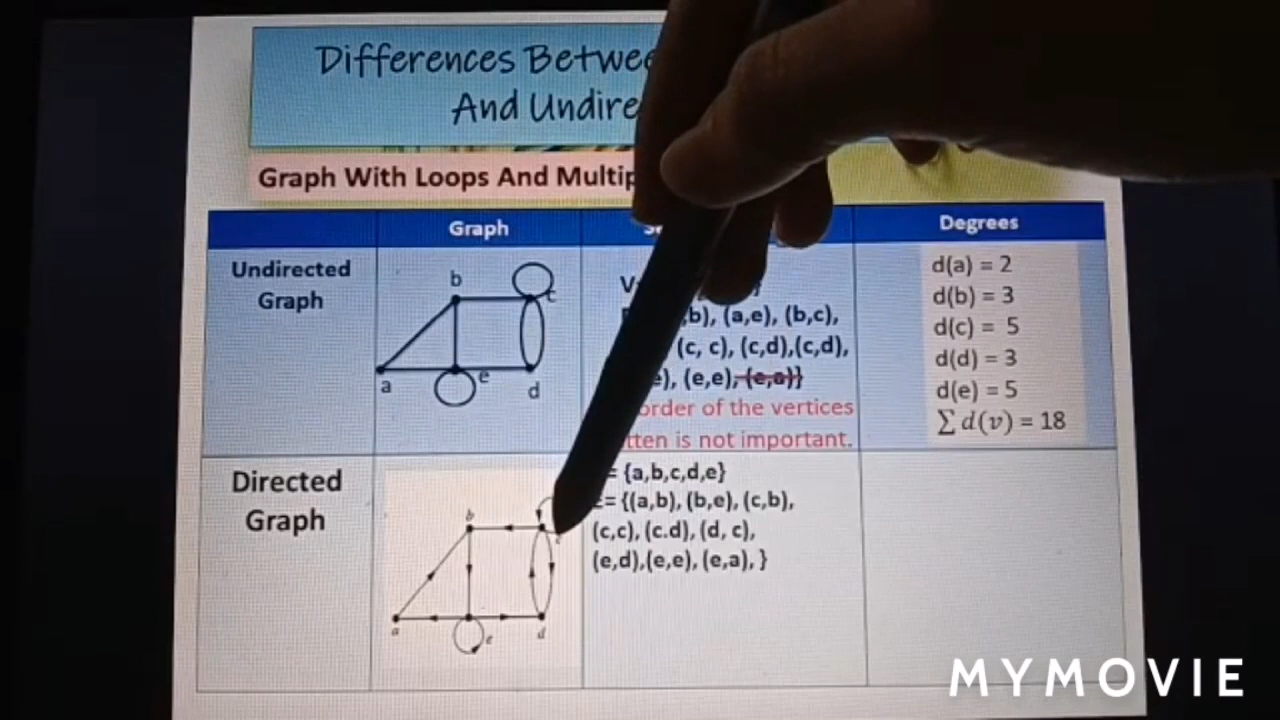 Differences Betwe
And Undire
Graph With Loops And Multip
Graph
Degrees
Undirected
Graph
b
c
a
e
d
b), (a,e), (b,c),
(c, c), (c,d),(c,d),
), (e,e), (e,a)}
order of the vertices
tten is not important.
d(a) = 2
d(b) = 3
d(c) = 5
d(d) = 3
d(e) = 5
∑ d(v) = 18
Directed
Graph
b
a
e
d
= {a,b,c,d,e}
= {(a,b), (b,e), (c,b),
(c,c), (c.d), (d, c),
(e,d),(e,e), (e,a), }
MYMOVIE